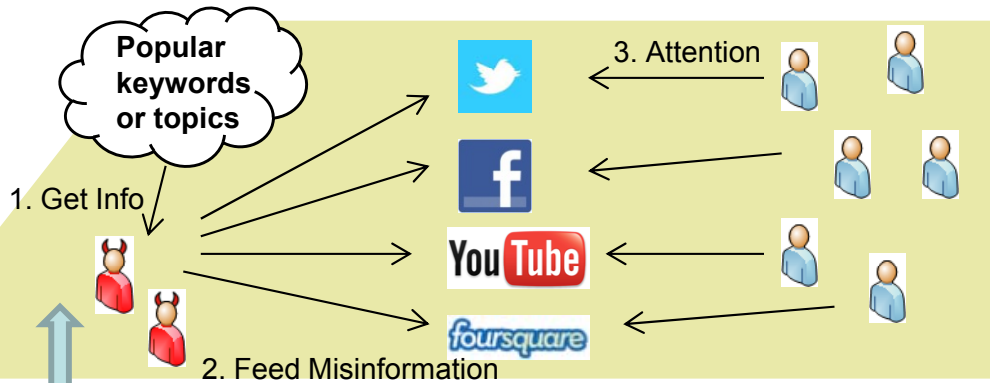 Popular
keywords
or topics
3. Attention
f
1. Get Info
You Tube
foursquare
2. Feed Misinformation